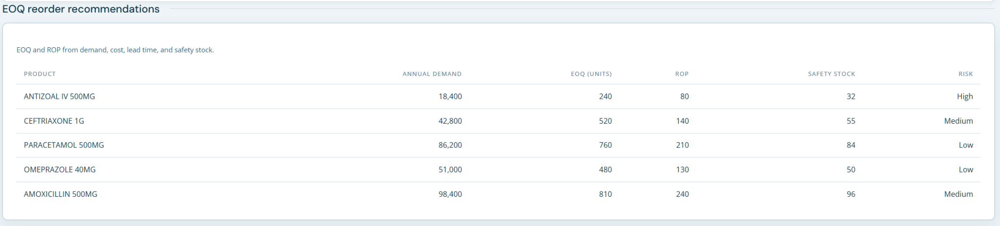 EOQ reorder recommendations
EOQ and ROP from demand, cost, lead time, and safety stock.
PRODUCT ANNUAL DEMAND EOQ (UNITS) ROP SAFETY STOCK RISK
ANTIZOAL IV 500MG 18,400 240 80 32 High
CEFTRIAXONE 1G 42,800 520 140 55 Medium
PARACETAMOL 500MG 86,200 760 210 84 Low
OMEPRAZOLE 40MG 51,000 480 130 50 Low
AMOXICILLIN 500MG 98,400 810 240 96 Medium